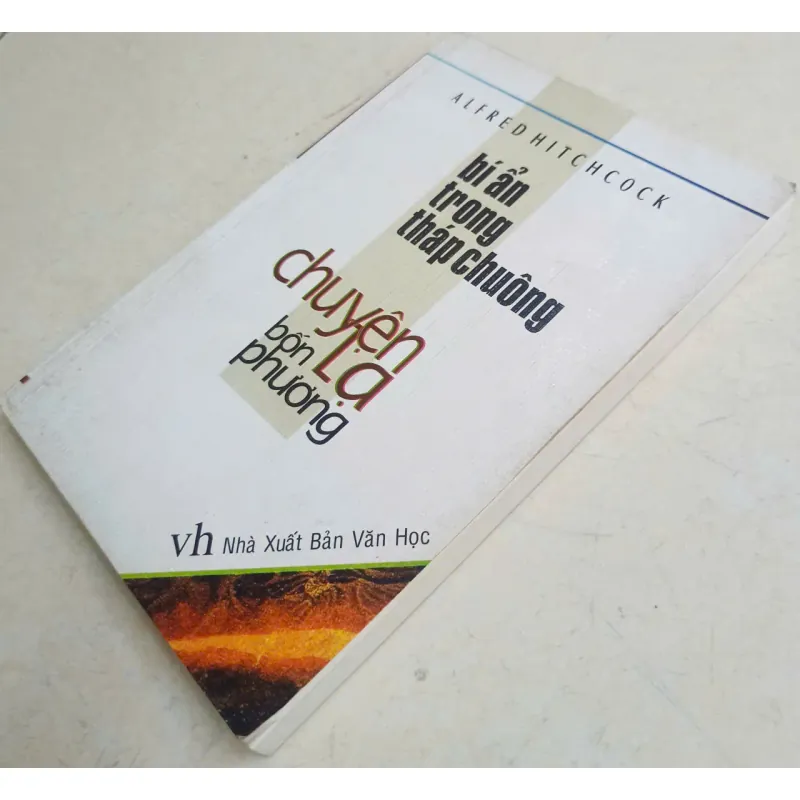 ALFRED HITCHCOCK
bí ẩn
trong
tháp chuông
chuyện
Lạ
bốn
phương
vh Nhà Xuất Bản Văn Học